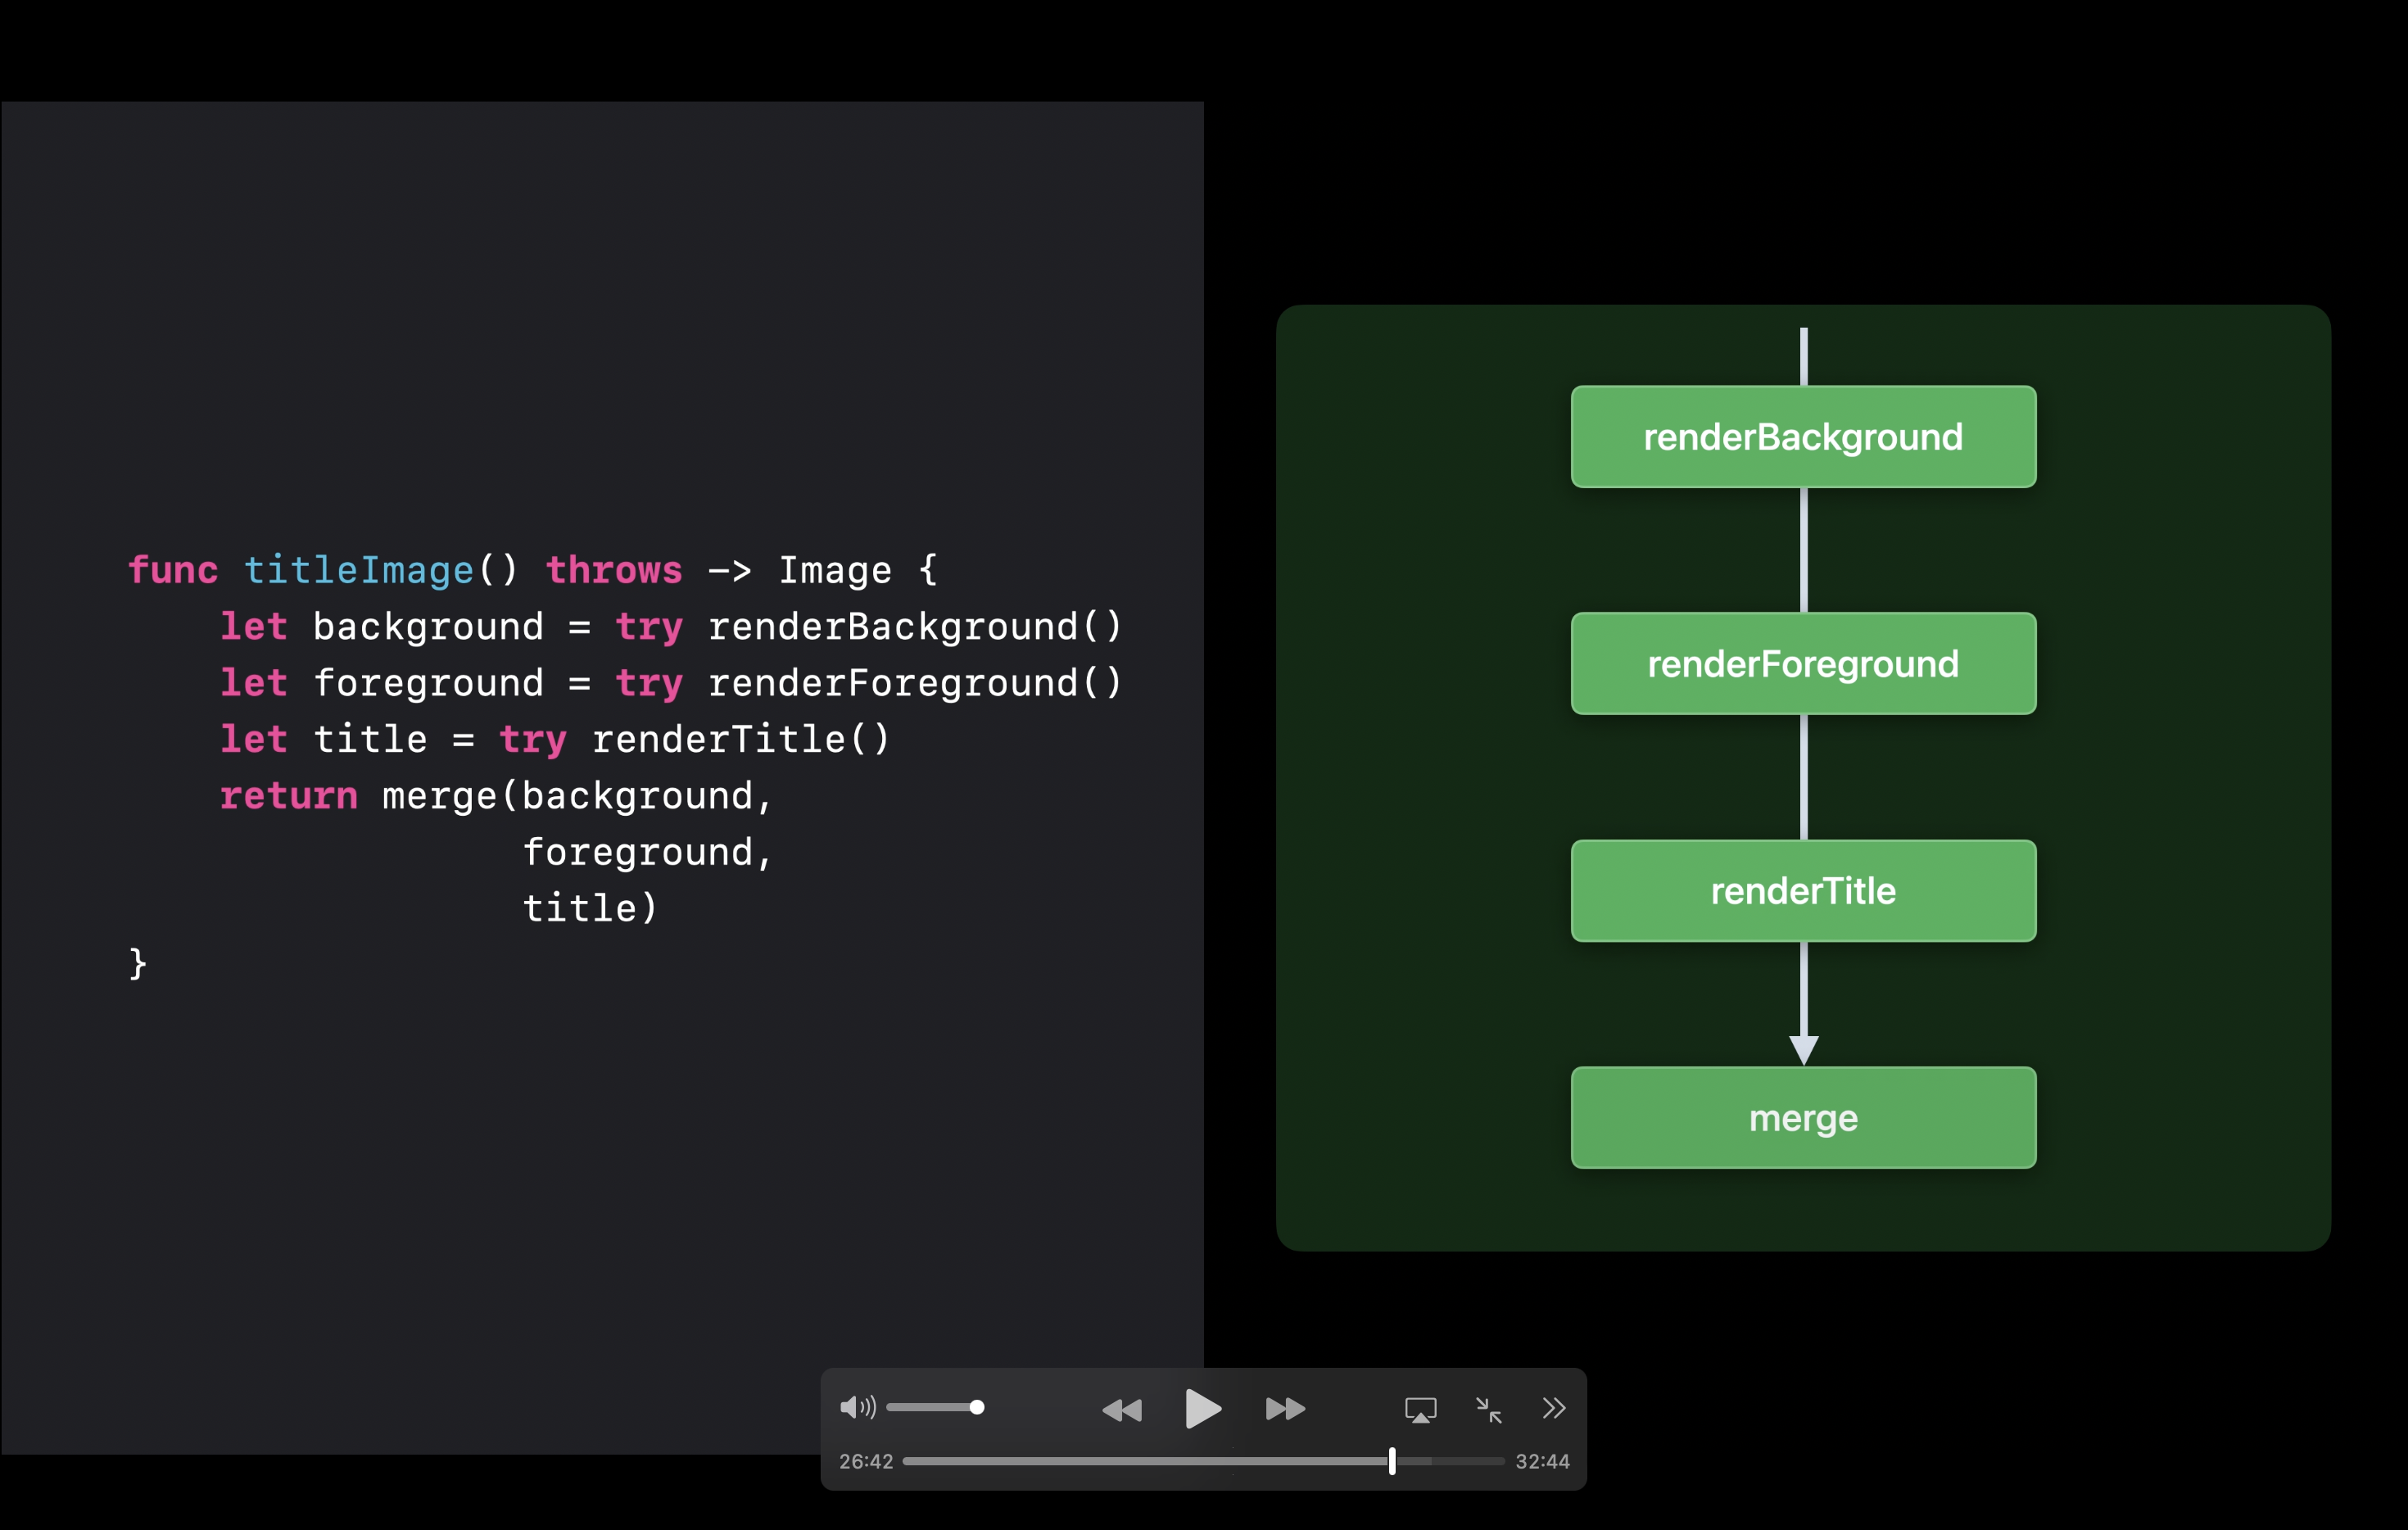 func titleImage() throws -> Image {
    let background = try renderBackground()
    let foreground = try renderForeground()
    let title = try renderTitle()
    return merge(background,
                 foreground,
                 title)
}
renderBackground
renderForeground
renderTitle
merge
26:42
32:44